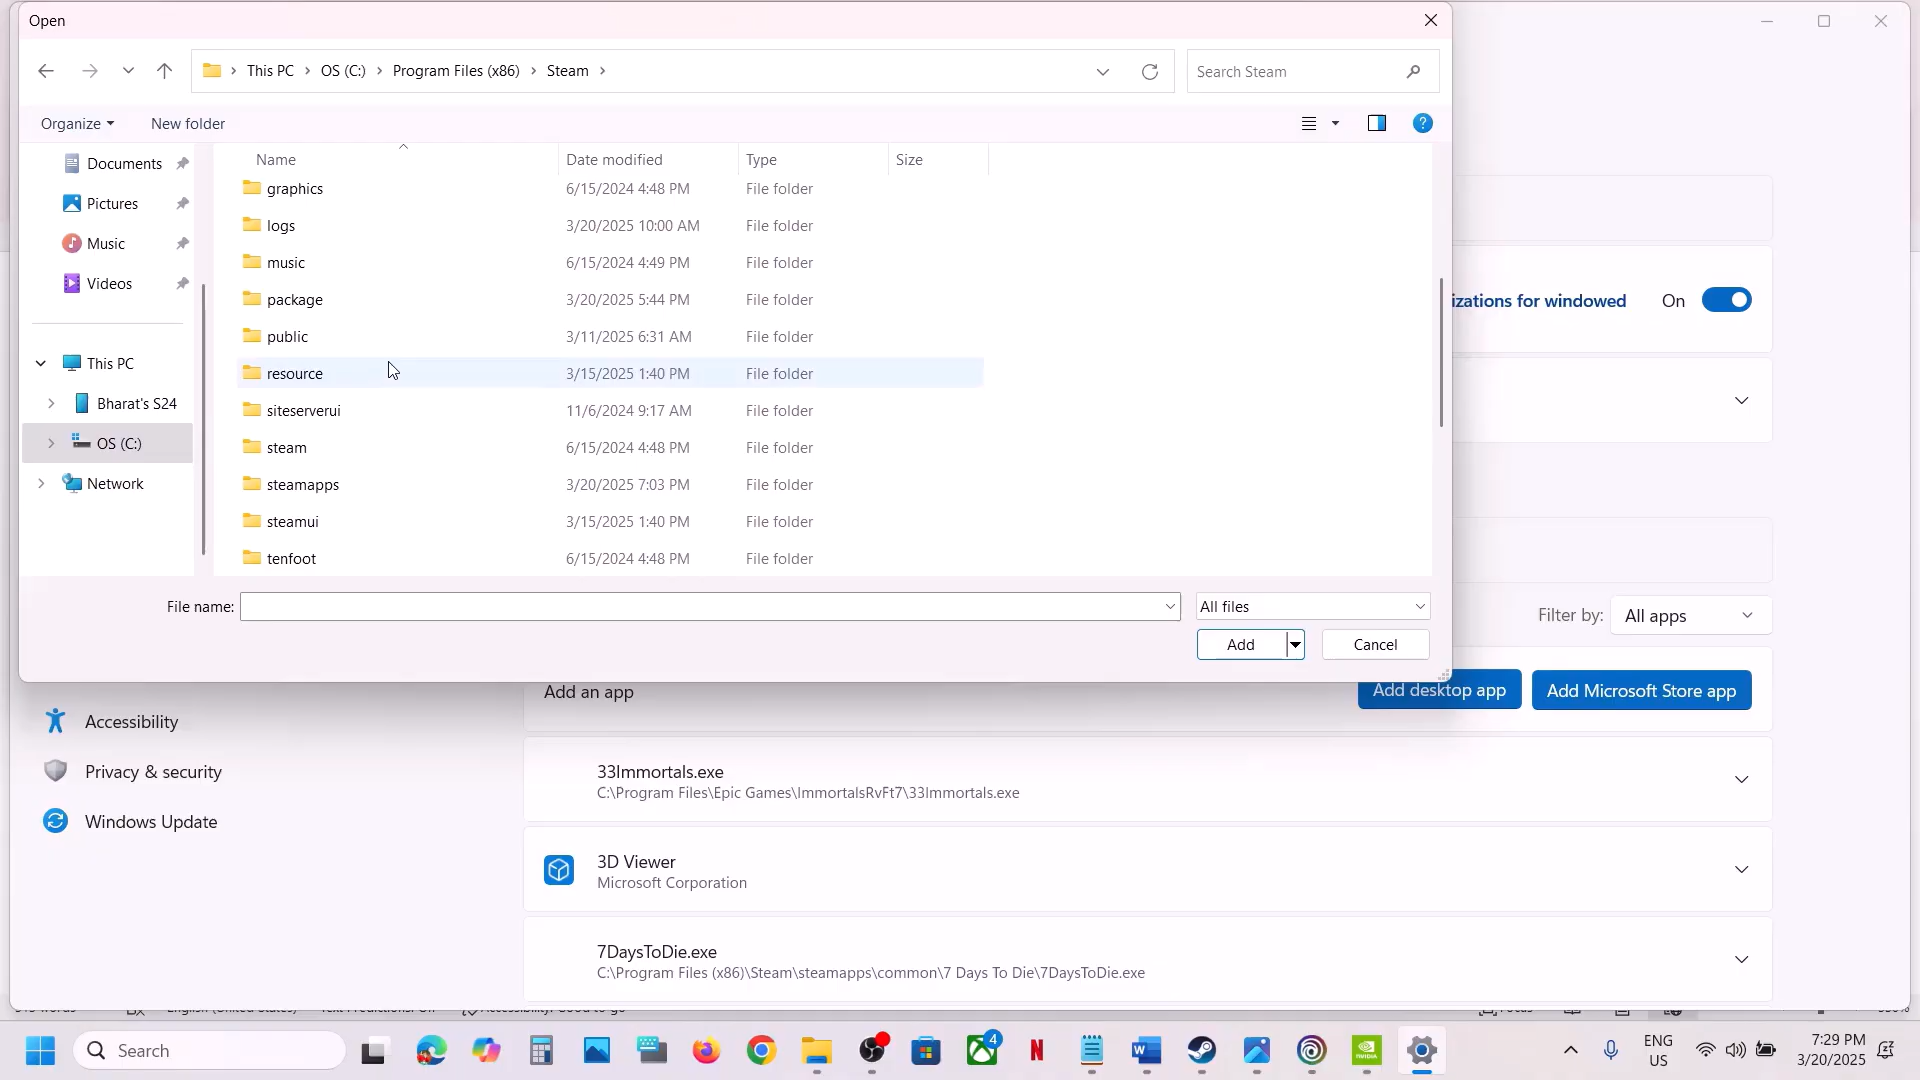 Open
This PC
OS (C:)
Program Files (x86)
Steam
Search Steam
Organize
New folder
Name
Date modified
Type
Size
Documents
Pictures
Music
Videos
This PC
Bharat's S24
OS (C:)
Network
graphics 6/15/2024 4:48 PM File folder
logs 3/20/2025 10:00 AM File folder
music 6/15/2024 4:49 PM File folder
package 3/20/2025 5:44 PM File folder
public 3/11/2025 6:31 AM File folder
resource 3/15/2025 1:40 PM File folder
siteserverui 11/6/2024 9:17 AM File folder
steam 6/15/2024 4:48 PM File folder
steamapps 3/20/2025 7:03 PM File folder
steamui 3/15/2025 1:40 PM File folder
tenfoot 6/15/2024 4:48 PM File folder
File name:
All files
Add
Cancel
izations for windowed
On
Filter by:
All apps
Add an app
Add desktop app
Add Microsoft Store app
Accessibility
Privacy & security
Windows Update
33Immortals.exe
C:\Program Files\Epic Games\ImmortalsRvFt7\33Immortals.exe
3D Viewer
Microsoft Corporation
7DaysToDie.exe
C:\Program Files (x86)\Steam\steamapps\common\7 Days To Die\7DaysToDie.exe
Search
4
N
ENG
US
7:29 PM
3/20/2025